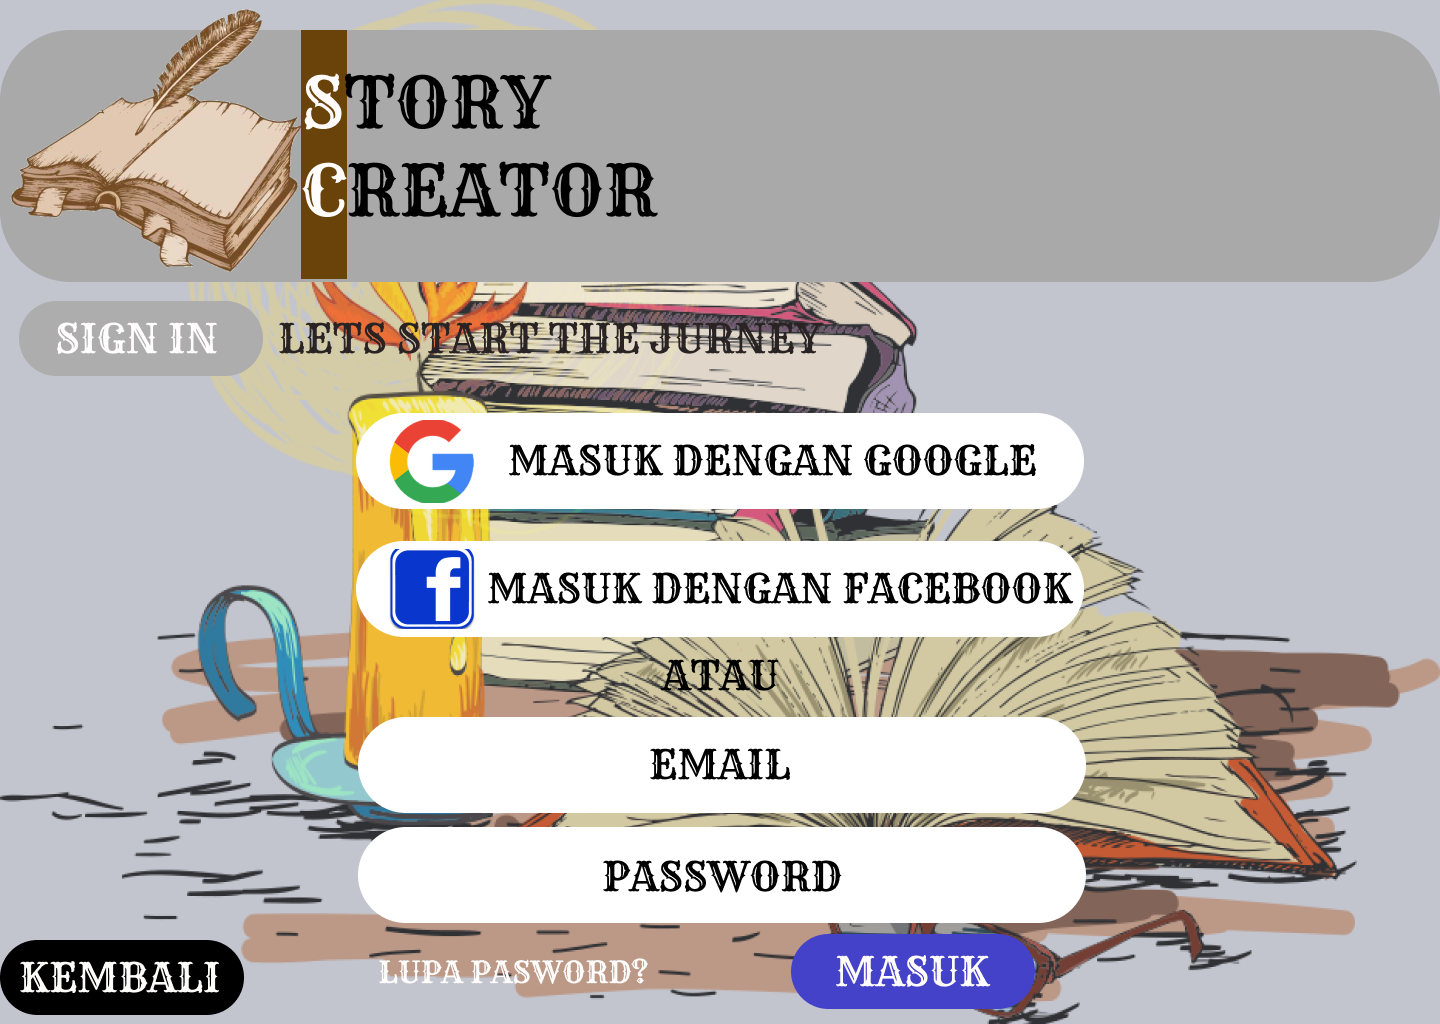 STORY
CREATOR
SIGN IN
LETS START THE JURNEY
MASUK DENGAN GOOGLE
MASUK DENGAN FACEBOOK
ATAU
EMAIL
PASSWORD
KEMBALI
LUPA PASWORD?
MASUK